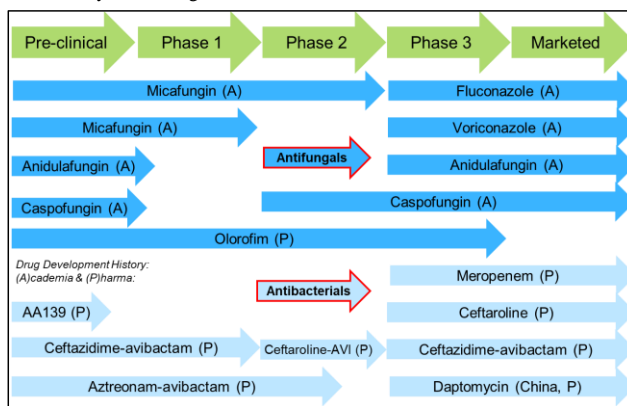 Pre-clinical Phase 1 Phase 2 Phase 3 Marketed
Micafungin (A) Fluconazole (A)
Micafungin (A) Voriconazole (A)
Antifungals
Anidulafungin (A) Anidulafungin (A)
Caspofungin (A) Caspofungin (A)
Olorofim (P)
Drug Development History:
(A)cademia & (P)harma:
Meropenem (P)
Antibacterials
AA139 (P) Ceftaroline (P)
Ceftazidime-avibactam (P) Ceftaroline-AVI (P) Ceftazidime-avibactam (P)
Aztreonam-avibactam (P) Daptomycin (China, P)